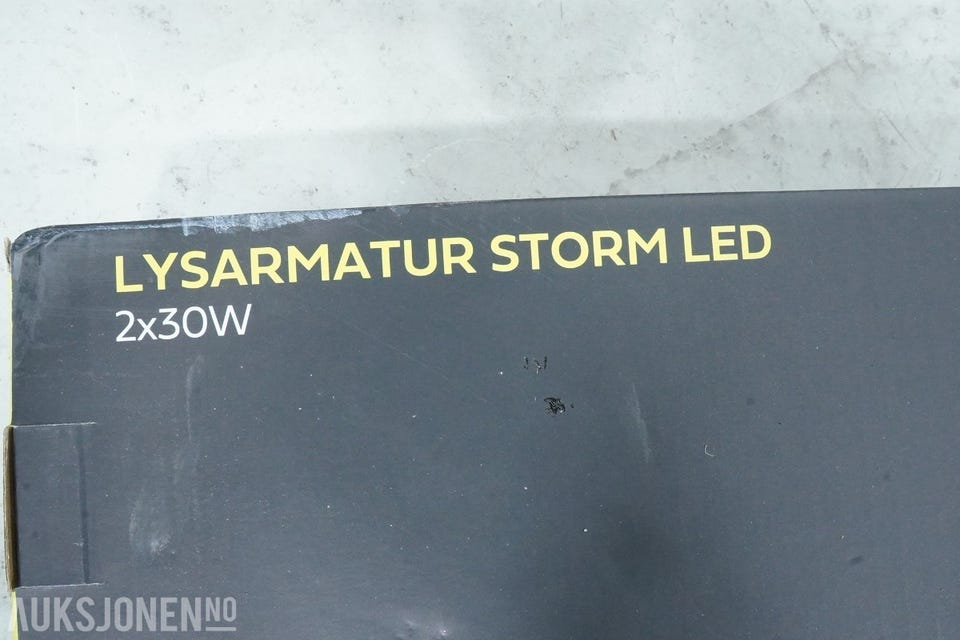 LYSARMATUR STORM LED
2x30W
AUKSJONEN.NO